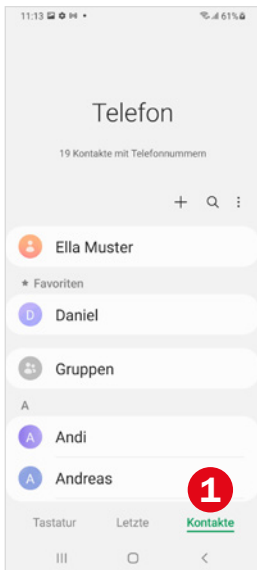 11:13 61%
Telefon
19 Kontakte mit Telefonnummern
Ella Muster
Favoriten
D Daniel
Gruppen
A
A Andi
A Andreas
1
Tastatur Letzte Kontakte